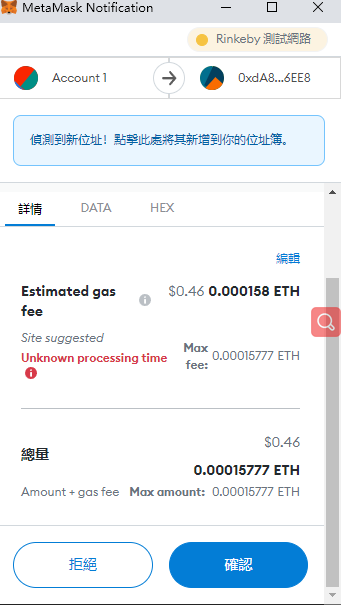 MetaMask Notification
Rinkeby 測試網路
Account 1
0xdA8...6EE8
偵測到新位址！點擊此處將其新增到你的位址簿。
詳情 DATA HEX
編輯
Estimated gas fee $0.46 0.000158 ETH
Site suggested
Unknown processing time Max fee: 0.00015777 ETH
$0.46
總量
0.00015777 ETH
Amount + gas fee Max amount: 0.00015777 ETH
拒絕 確認